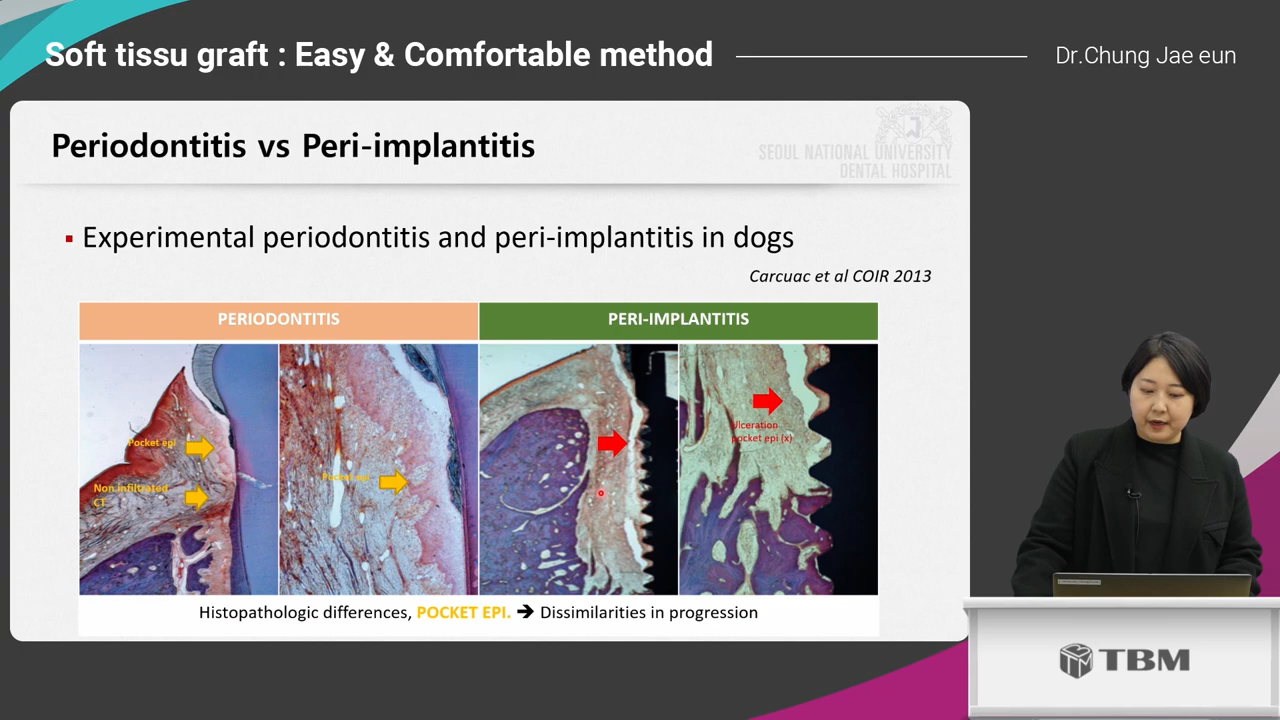 Soft tissu graft : Easy & Comfortable method
Dr.Chung Jae eun
Periodontitis vs Peri-implantitis
SEOUL NATIONAL UNIVERSITY
DENTAL HOSPITAL
▪ Experimental periodontitis and peri-implantitis in dogs
Carcuac et al COIR 2013
PERIODONTITIS
PERI-IMPLANTITIS
Pocket epi
Non infiltrated
CT
Pocket epi
Ulceration
pocket epi (x)
Histopathologic differences, POCKET EPI. ➔ Dissimilarities in progression
TBM